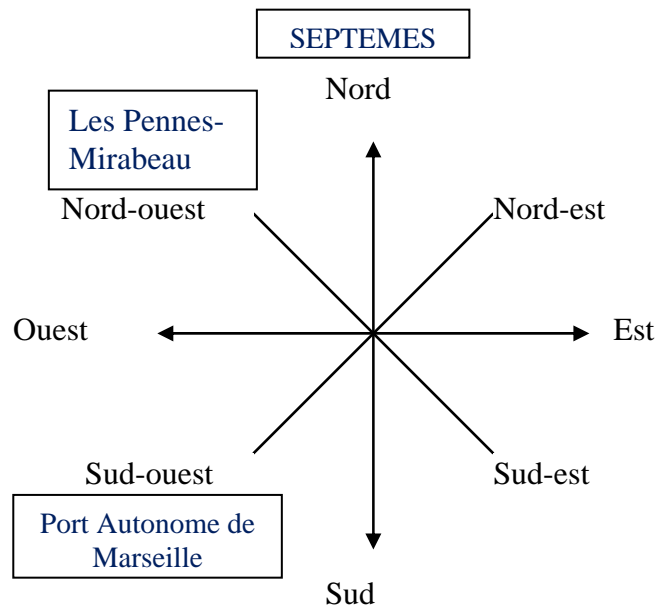 SEPTEMES
Nord
Les Pennes-
Mirabeau
Nord-ouest
Nord-est
Ouest
Est
Sud-ouest
Sud-est
Port Autonome de
Marseille
Sud